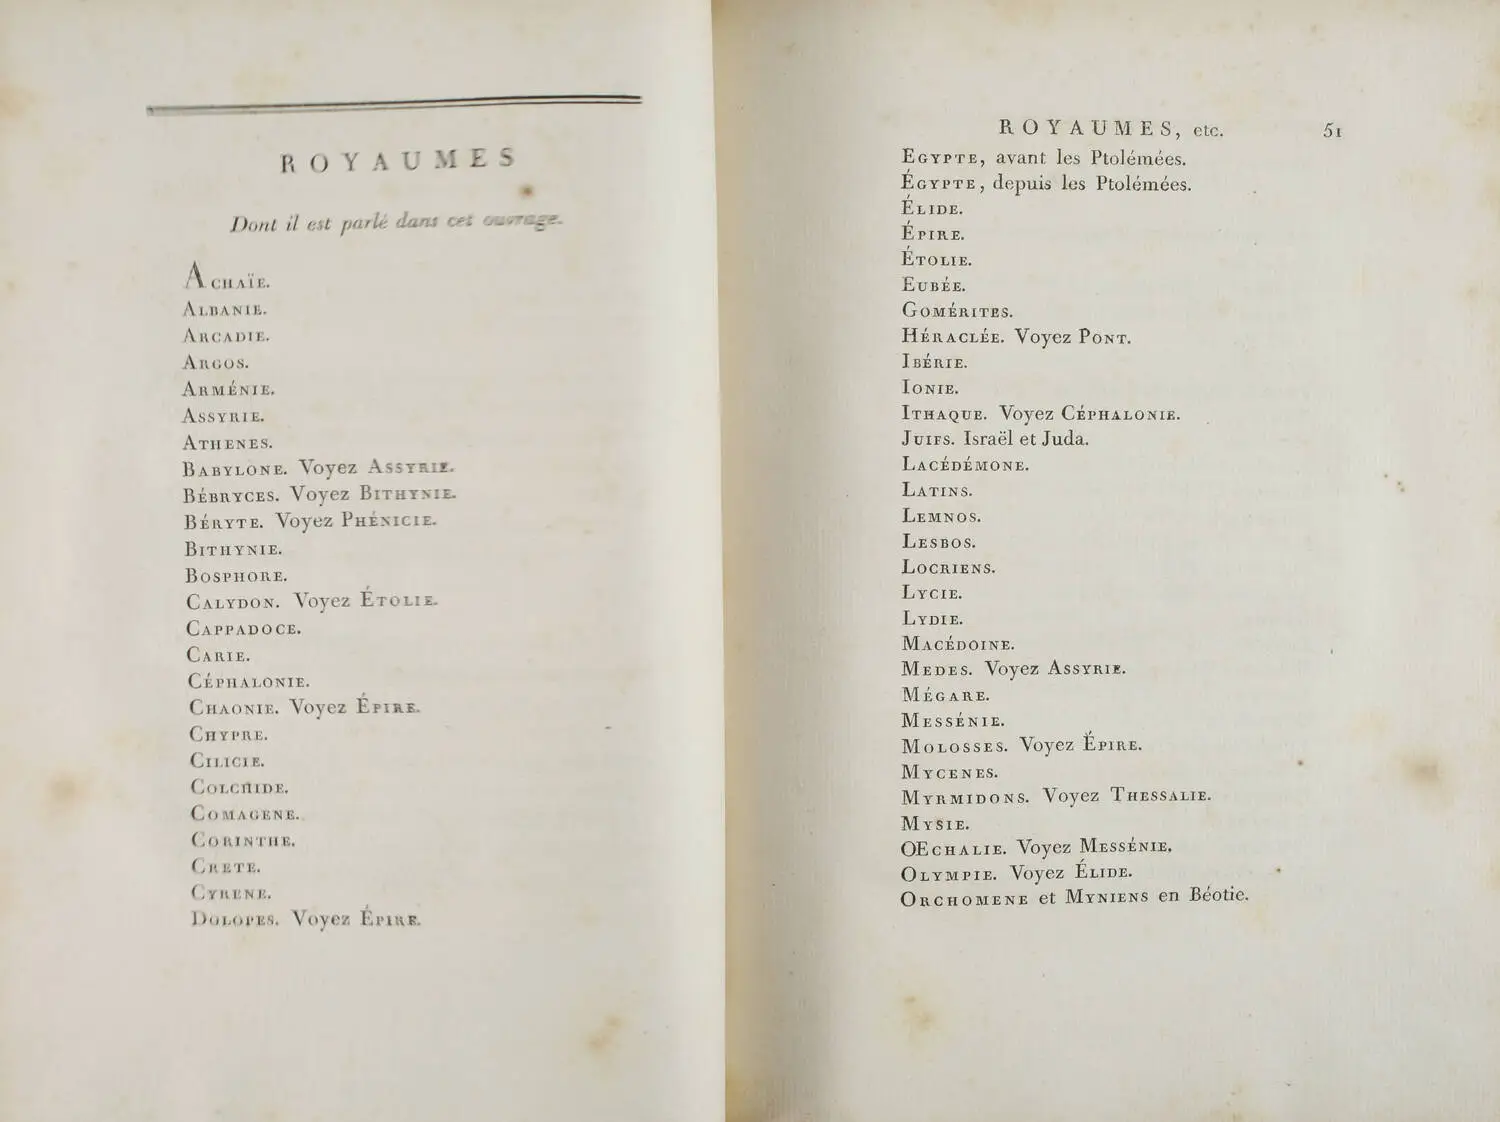 ROYAUMES
Dont il est parlé dans cet ouvrage.
ACHAÏE.
ALBANIE.
ARCADIE.
ARGOS.
ARMÉNIE.
ASSYRIE.
ATHENES.
BABYLONE. Voyez ASSYRIE.
BÉBRYCES. Voyez BITHYNIE.
BÉRYTE. Voyez PHÉNICIE.
BITHYNIE.
BOSPHORE.
CALYDON. Voyez ÉTOLIE.
CAPPADOCE.
CARIE.
CÉPHALONIE.
CHAONIE. Voyez ÉPIRE.
CHYPRE.
CILICIE.
COLCHIDE.
COMAGENE.
CORINTHE.
CRETE.
CYRENE.
DOLOPES. Voyez ÉPIRE.
ROYAUMES, etc. 51
EGYPTE, avant les Ptolémées.
ÉGYPTE, depuis les Ptolémées.
ÉLIDE.
ÉPIRE.
ÉTOLIE.
EUBÉE.
GOMÉRITES.
HÉRACLÉE. Voyez PONT.
IBÉRIE.
IONIE.
ITHAQUE. Voyez CÉPHALONIE.
JUIFS. Israël et Juda.
LACÉDÉMONE.
LATINS.
LEMNOS.
LESBOS.
LOCRIENS.
LYCIE.
LYDIE.
MACÉDOINE.
MEDES. Voyez ASSYRIE.
MÉGARE.
MESSÉNIE.
MOLOSSES. Voyez ÉPIRE.
MYCENES.
MYRMIDONS. Voyez THESSALIE.
MYSIE.
OECHALIE. Voyez MESSÉNIE.
OLYMPIE. Voyez ÉLIDE.
ORCHOMENE et MYNIENS en Béotie.